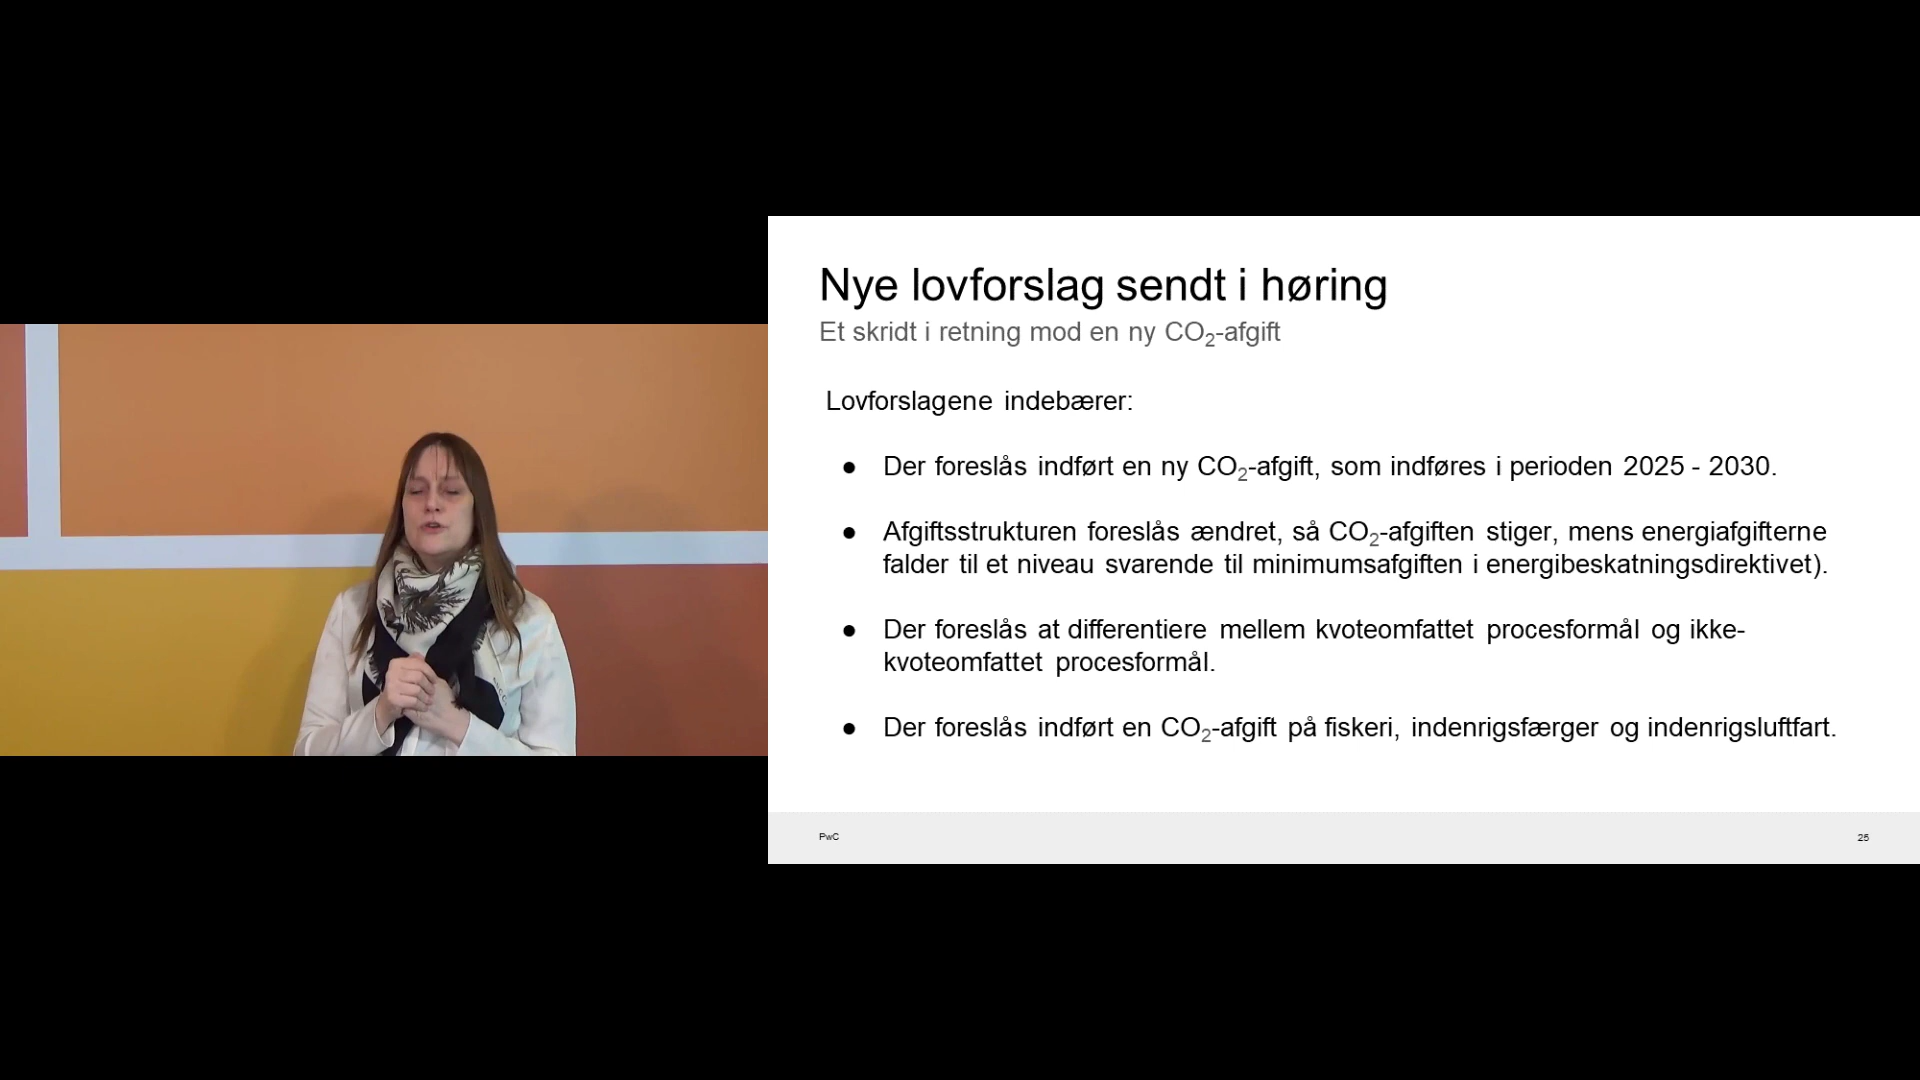 Nye lovforslag sendt i høring
Et skridt i retning mod en ny CO₂-afgift
Lovforslagene indebærer:
● Der foreslås indført en ny CO₂-afgift, som indføres i perioden 2025 - 2030.
● Afgiftsstrukturen foreslås ændret, så CO₂-afgiften stiger, mens energiafgifterne
falder til et niveau svarende til minimumsafgiften i energibeskatningsdirektivet).
● Der foreslås at differentiere mellem kvoteomfattet procesformål og ikke-
kvoteomfattet procesformål.
● Der foreslås indført en CO₂-afgift på fiskeri, indenrigsfærger og indenrigsluftfart.
PwC
25